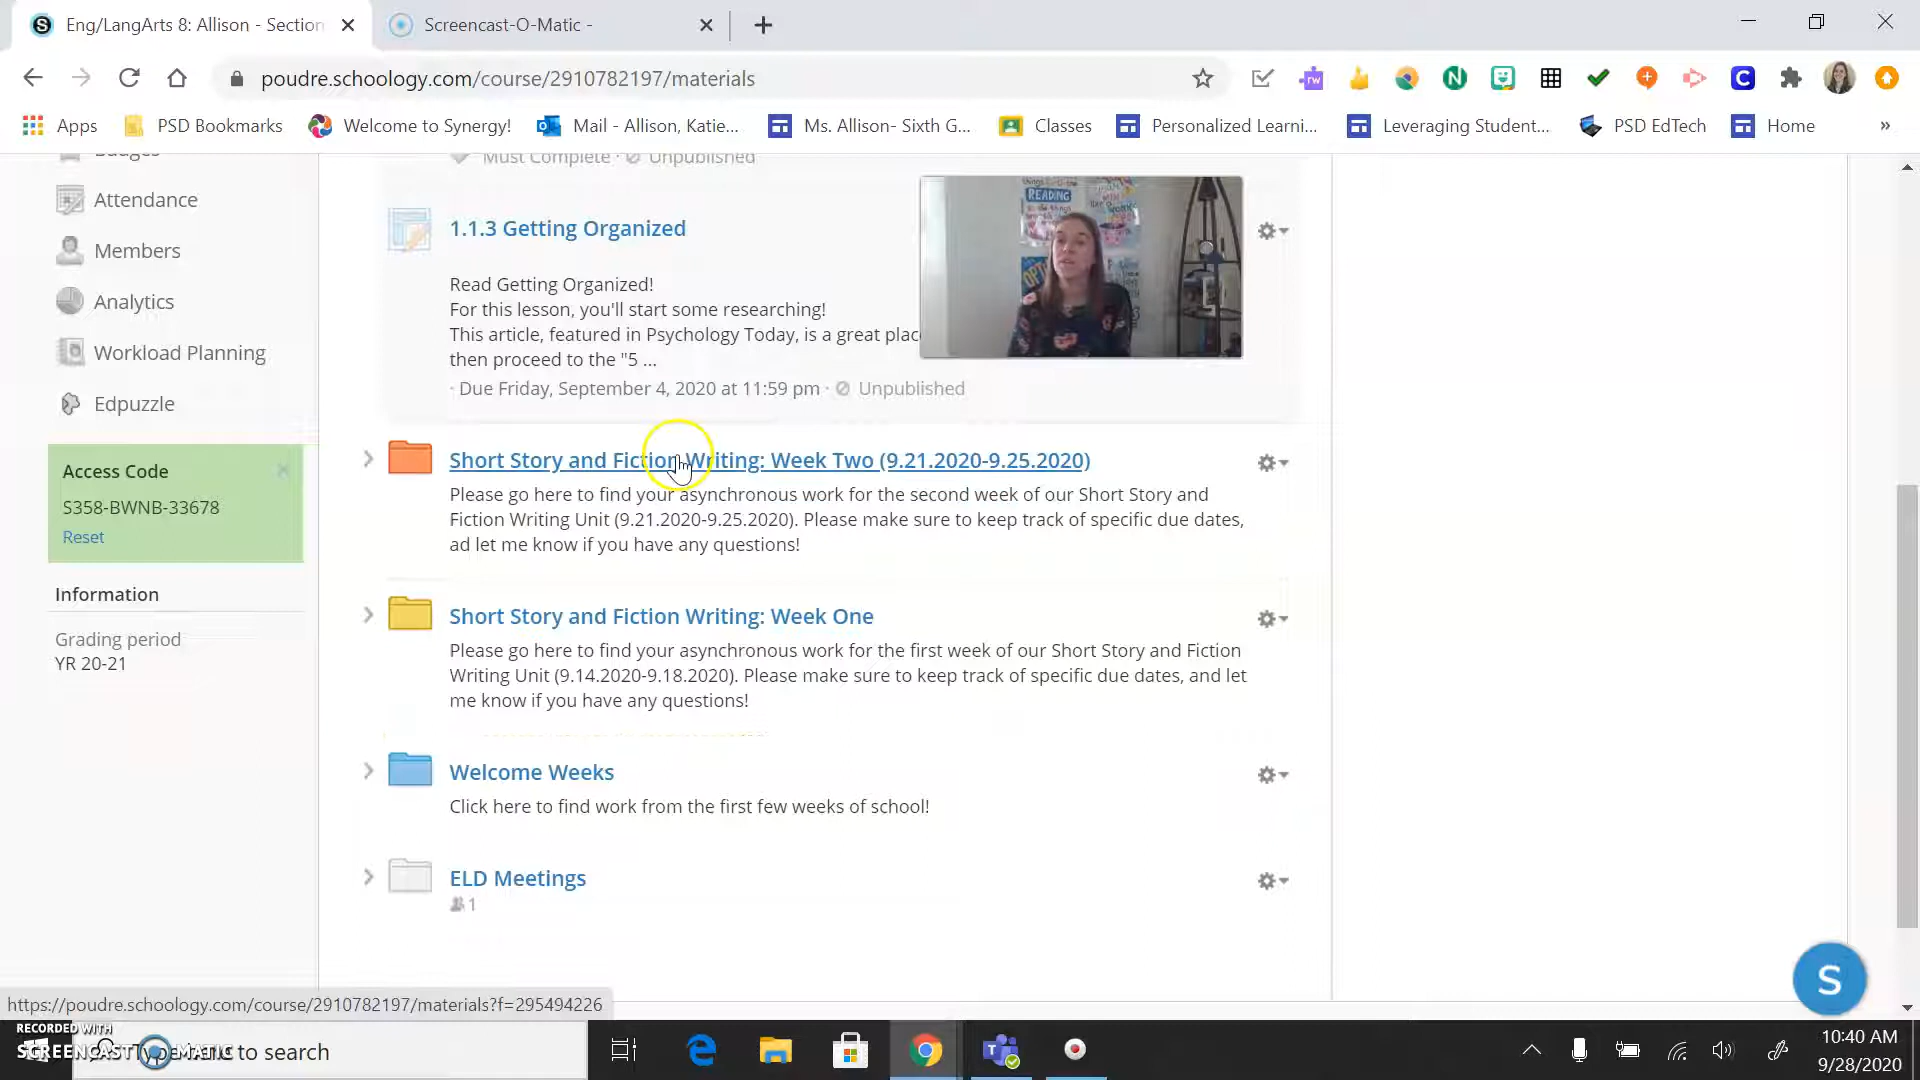 Eng/LangArts 8: Allison - Section
Screencast-O-Matic -
poudre.schoology.com/course/2910782197/materials
Apps
PSD Bookmarks
Welcome to Synergy!
Mail - Allison, Katie...
Ms. Allison- Sixth G...
Classes
Personalized Learni...
Leveraging Student...
PSD EdTech
Home
»
Badges
Attendance
Members
Analytics
Workload Planning
Edpuzzle
Access Code
S358-BWNB-33678
Reset
Information
Grading period
YR 20-21
Must Complete · Unpublished
1.1.3 Getting Organized
Read Getting Organized!
For this lesson, you'll start some researching!
This article, featured in Psychology Today, is a great plac
then proceed to the "5 ...
· Due Friday, September 4, 2020 at 11:59 pm · Unpublished
READING
Short Story and Fiction Writing: Week Two (9.21.2020-9.25.2020)
Please go here to find your asynchronous work for the second week of our Short Story and
Fiction Writing Unit (9.21.2020-9.25.2020). Please make sure to keep track of specific due dates,
ad let me know if you have any questions!
Short Story and Fiction Writing: Week One
Please go here to find your asynchronous work for the first week of our Short Story and Fiction
Writing Unit (9.14.2020-9.18.2020). Please make sure to keep track of specific due dates, and let
me know if you have any questions!
Welcome Weeks
Click here to find work from the first few weeks of school!
ELD Meetings
1
S
https://poudre.schoology.com/course/2910782197/materials?f=295494226
RECORDED WITH
SCREENCAST O MATIC
Type here to search
10:40 AM
9/28/2020